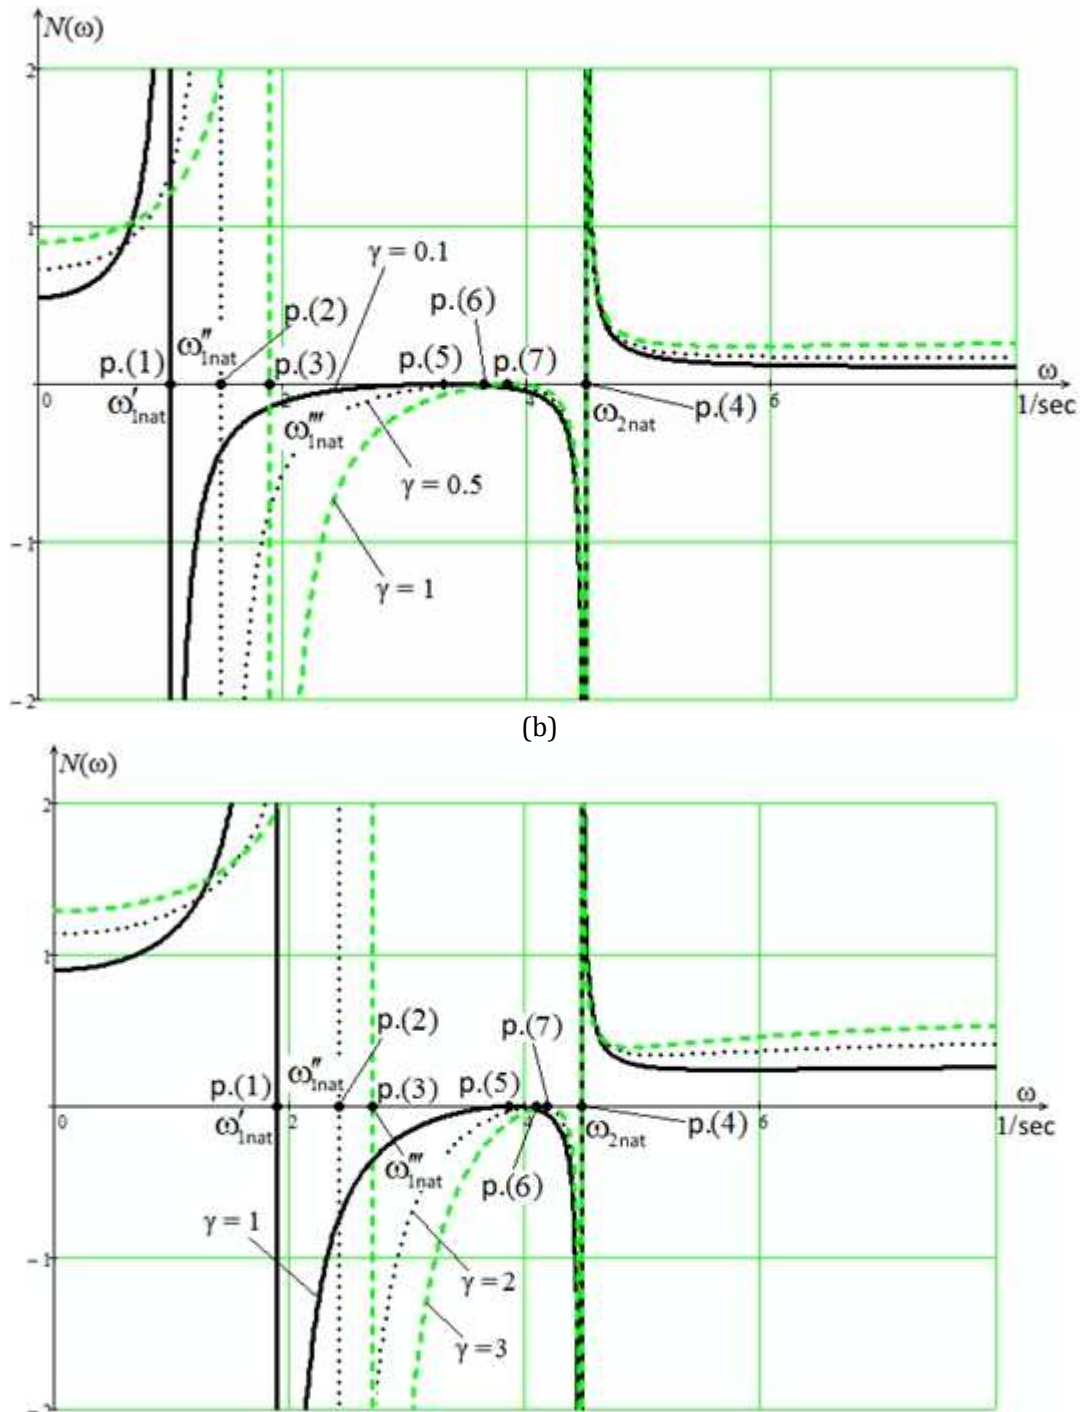 N(ω)
2
1
γ = 0.1
p.(6)
p.(2)
ω″1nat
p.(1)
p.(3)
p.(5)
p.(7)
ω
0
2
4
6
ω′1nat
ω‴1nat
ω2nat
p.(4)
1/sec
γ = 0.5
−1
γ = 1
−2
(b)
N(ω)
2
1
p.(2)
p.(7)
ω″1nat
p.(1)
p.(3)
p.(5)
ω
0
2
4
6
ω′1nat
ω2nat
p.(4)
1/sec
ω‴1nat
p.(6)
γ = 1
−1
γ = 2
γ = 3